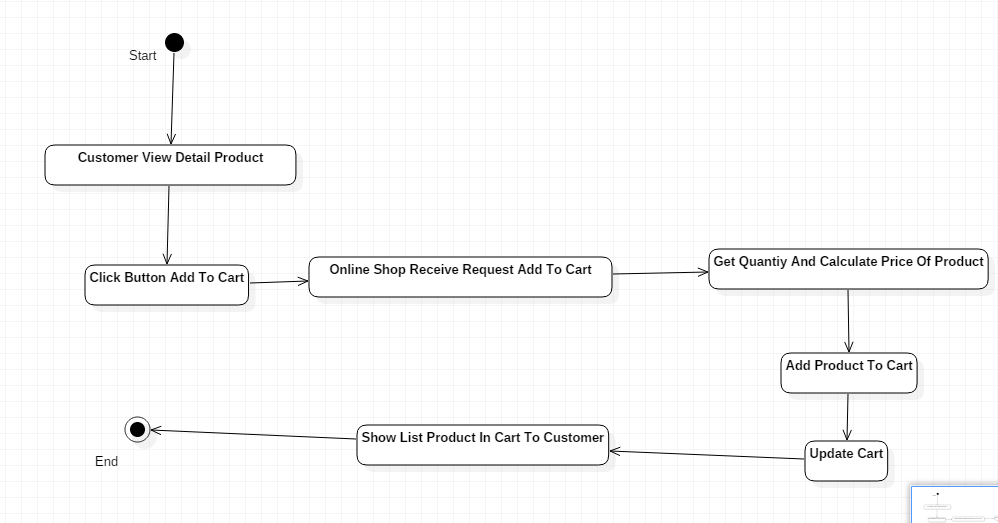 Start
Customer View Detail Product
Click Button Add To Cart
Online Shop Receive Request Add To Cart
Get Quantiy And Calculate Price Of Product
Add Product To Cart
Update Cart
Show List Product In Cart To Customer
End